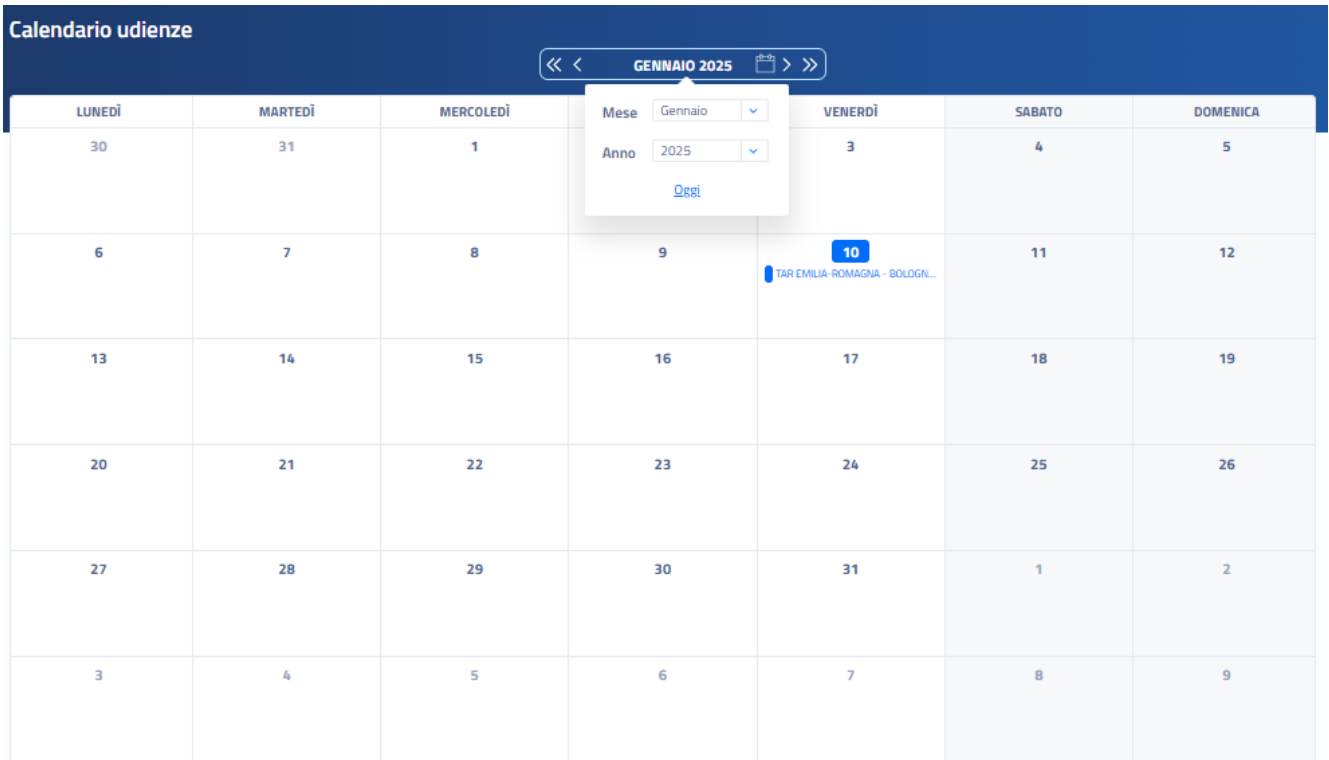 Calendario udienze
GENNAIO 2025
LUNEDÌ MARTEDÌ MERCOLEDÌ VENERDÌ SABATO DOMENICA
Mese Gennaio
Anno 2025
Oggi
30 31 1 3 4 5
6 7 8 9 10 11 12
TAR EMILIA-ROMAGNA - BOLOGN...
13 14 15 16 17 18 19
20 21 22 23 24 25 26
27 28 29 30 31 1 2
3 4 5 6 7 8 9